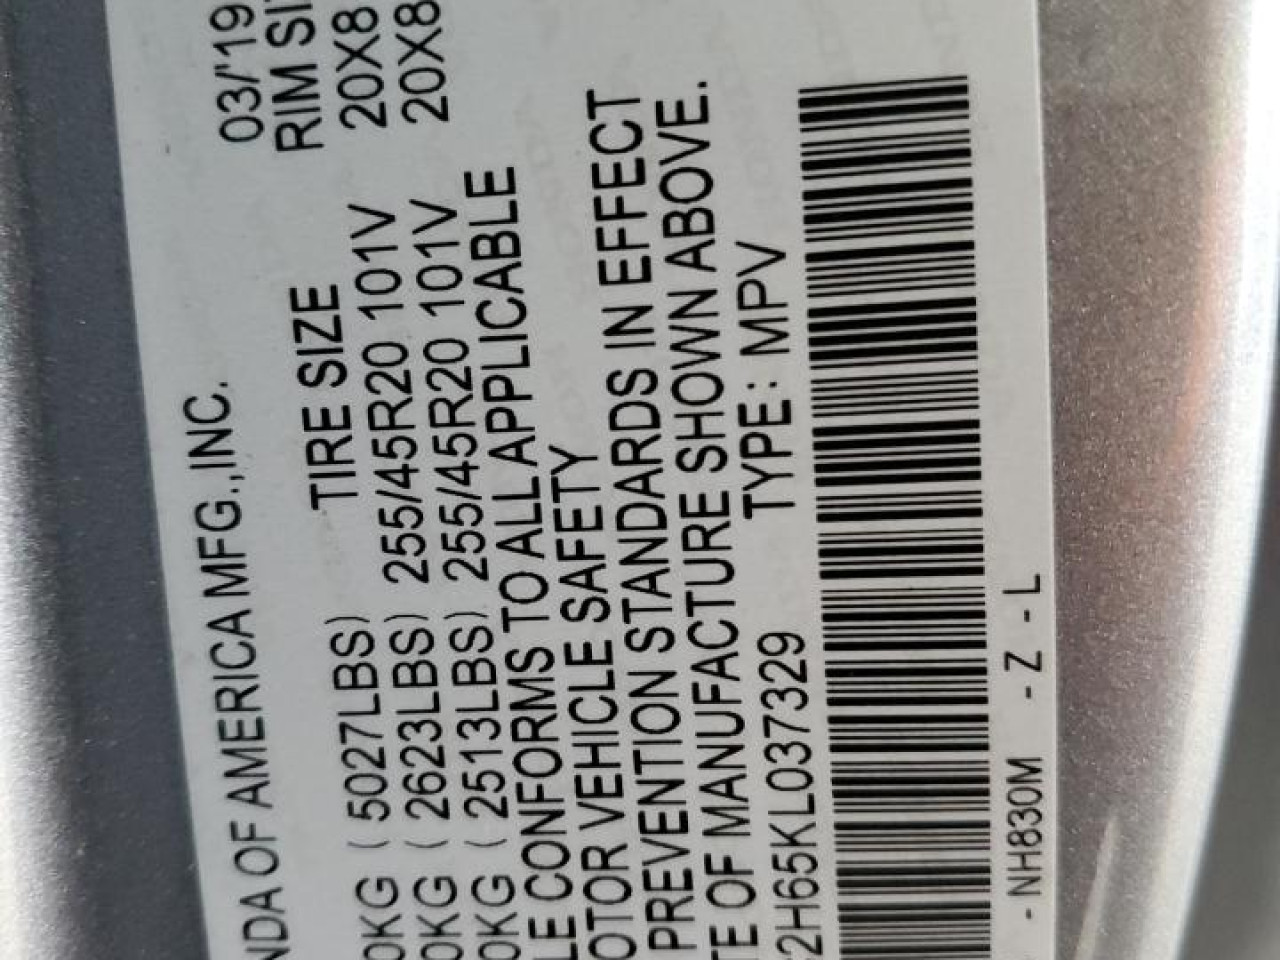 NDA OF AMERICA MFG.,INC. 03/'19
TIRE SIZE RIM SI
0KG ( 5027LBS) 255/45R20 101V 20X8
0KG ( 2623LBS) 255/45R20 101V 20X8
0KG ( 2513LBS)
LE CONFORMS TO ALL APPLICABLE
OTOR VEHICLE SAFETY
PREVENTION STANDARDS IN EFFECT
TE OF MANUFACTURE SHOWN ABOVE.
2H65KL037329 TYPE: MPV
- NH830M - Z - L